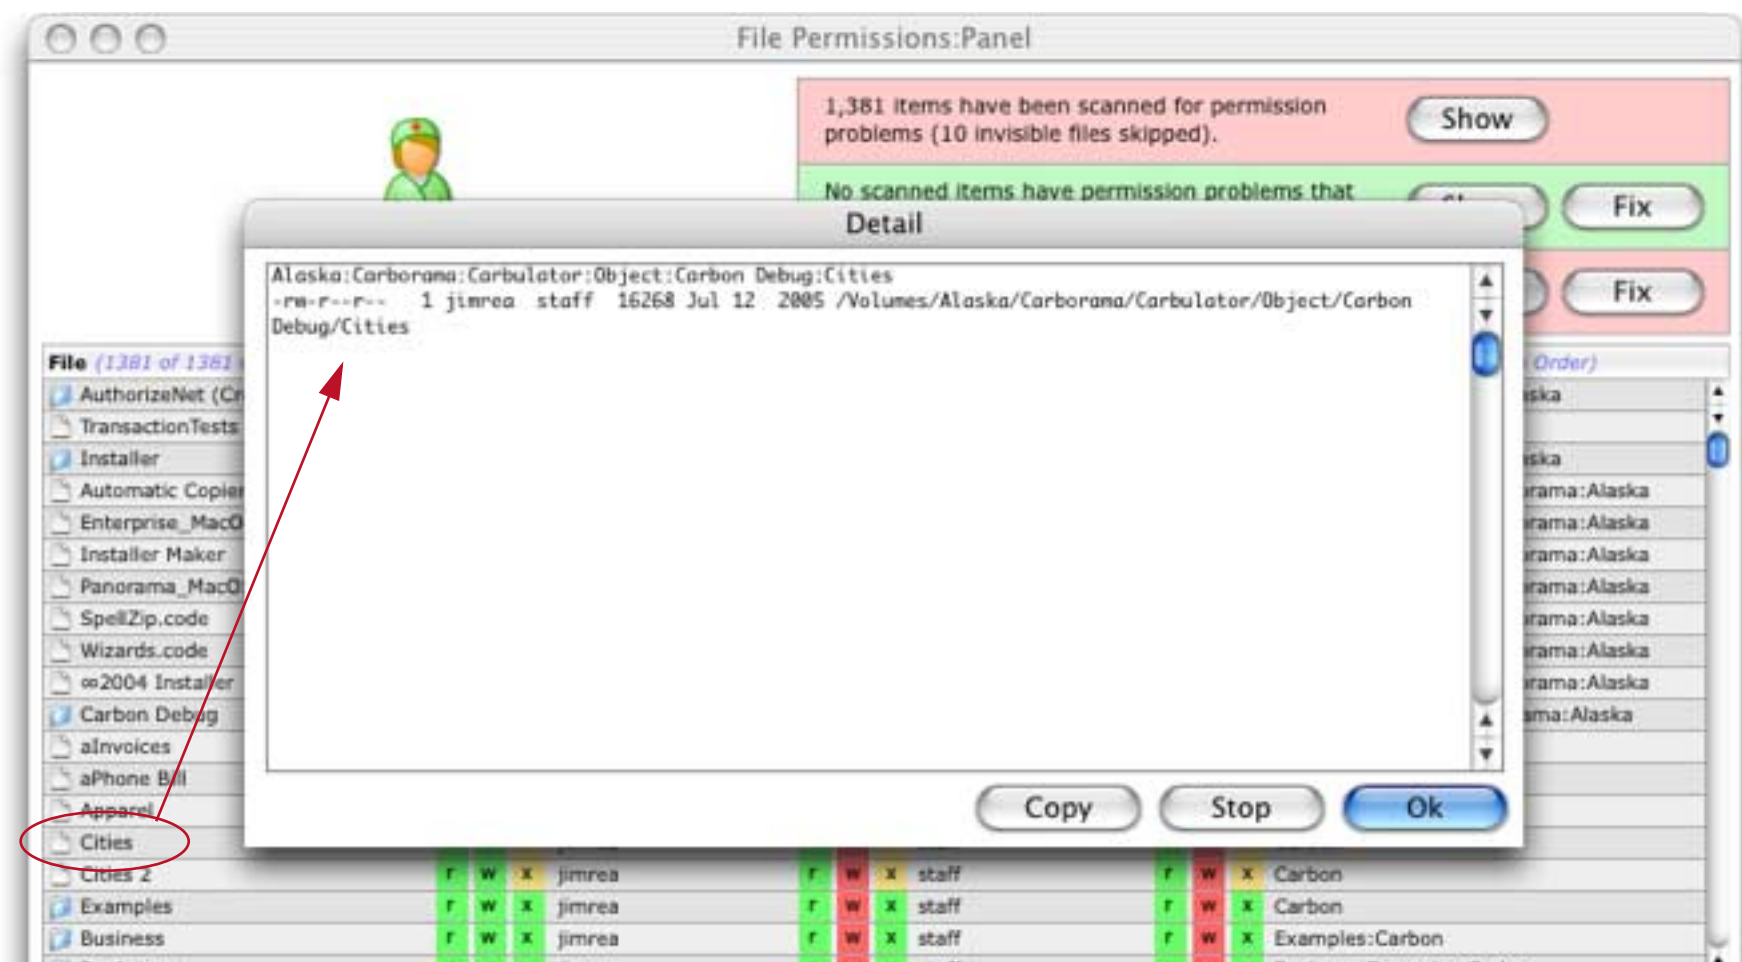 File Permissions:Panel
1,381 items have been scanned for permission
problems (10 invisible files skipped).
Show
No scanned items have permission problems that
Fix
Detail
Alaska:Carborama:Carbulator:Object:Carbon Debug:Cities
-rw-r--r-- 1 jimrea staff 16268 Jul 12 2005 /Volumes/Alaska/Carborama/Carbulator/Object/Carbon
Debug/Cities
Fix
File (1381 of 1381
Order)
AuthorizeNet (Cr
aska
TransactionTests
Installer
aska
Automatic Copier
rama:Alaska
Enterprise_MacO
rama:Alaska
Installer Maker
rama:Alaska
Panorama_MacO
rama:Alaska
SpellZip.code
rama:Alaska
Wizards.code
rama:Alaska
∞2004 Installer
rama:Alaska
Carbon Debug
ama:Alaska
aInvoices
aPhone Bill
Apparel
Copy Stop Ok
Cities
Cities 2 r w x jimrea r w x staff r w x Carbon
Examples r w x jimrea r w x staff r w x Carbon
Business r w x jimrea r w x staff r w x Examples:Carbon